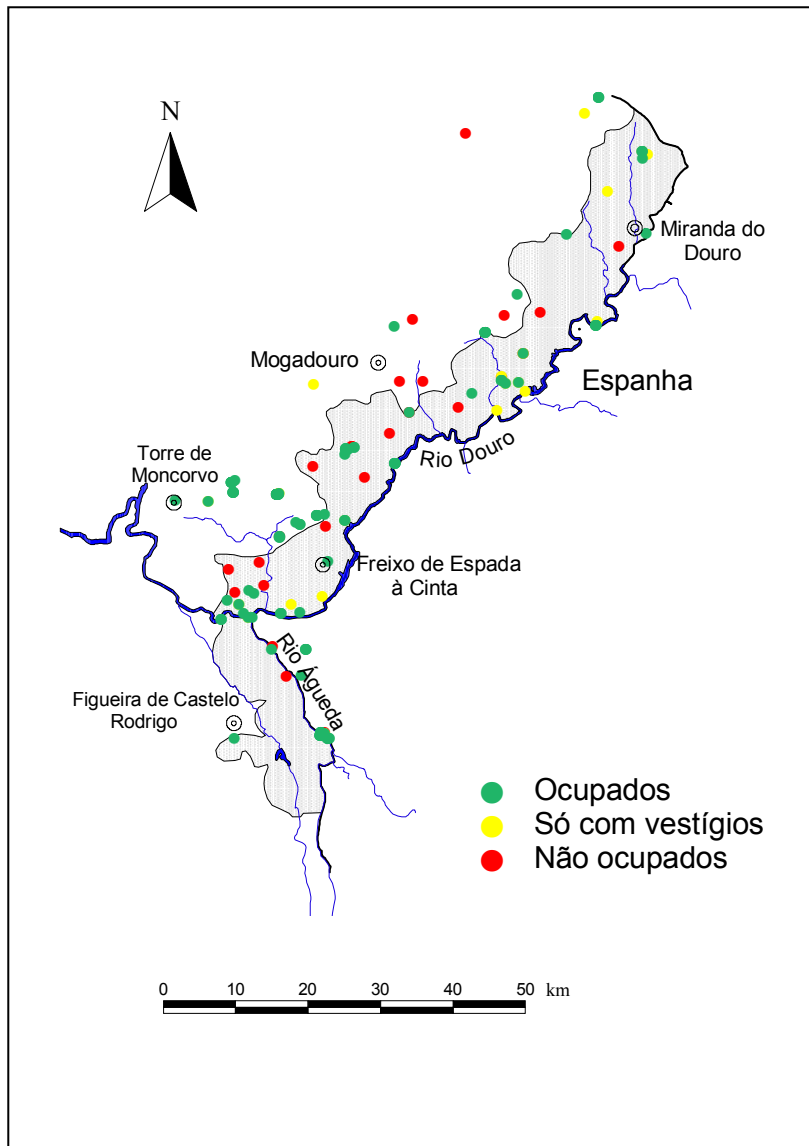 N
Miranda do
Douro
Mogadouro
Espanha
Rio Douro
Torre de
Moncorvo
Freixo de Espada
à Cinta
Rio Águeda
Figueira de Castelo
Rodrigo
Ocupados
Só com vestígios
Não ocupados
0 10 20 30 40 50 km